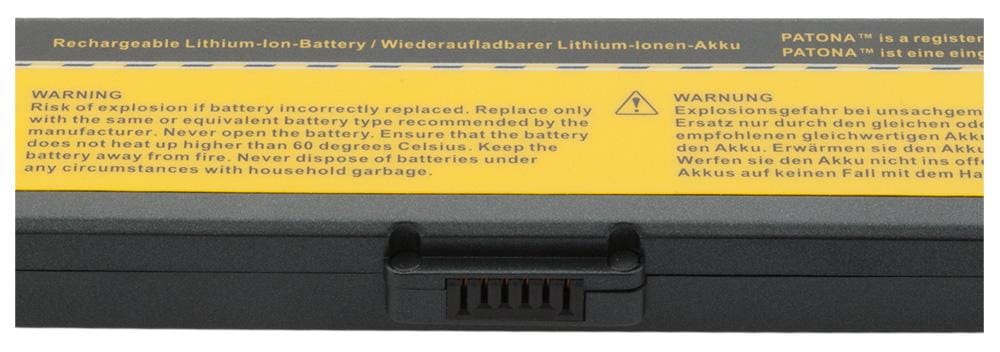 Rechargeable Lithium-Ion-Battery / Wiederaufladbarer Lithium-Ionen-Akku
PATONA™ is a register
PATONA™ ist eine eing
WARNING
Risk of explosion if battery incorrectly replaced. Replace only
with the same or equivalent battery type recommended by the
manufacturer. Never open the battery. Ensure that the battery
does not heat up higher than 60 degrees Celsius. Keep the
battery away from fire. Never dispose of batteries under
any circumstances with household garbage.
WARNUNG
Explosionsgefahr bei unsachgem
Ersatz nur durch den gleichen ode
empfohlenen gleichwertigen Akku
den Akku. Erwärmen sie den Akku
Werfen sie den Akku nicht ins offe
Akkus auf keinen Fall mit dem Ha